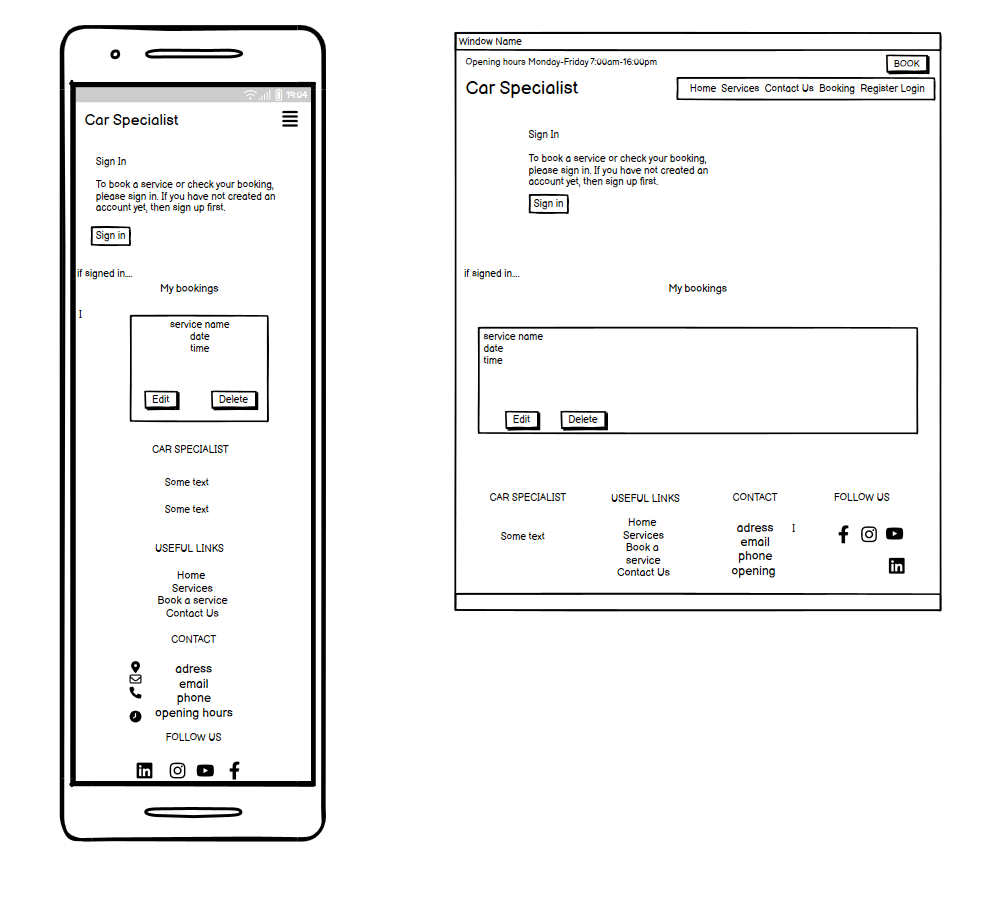 19:04
Car Specialist
Sign In
To book a service or check your booking,
please sign in. If you have not created an
account yet, then sign up first.
Sign in
if signed in....
My bookings
I
service name
date
time
Edit Delete
CAR SPECIALIST
Some text
Some text
USEFUL LINKS
Home
Services
Book a service
Contact Us
CONTACT
adress
email
phone
opening hours
FOLLOW US
Window Name
Opening hours Monday-Friday 7:00am-16:00pm
BOOK
Car Specialist
Home Services Contact Us Booking Register Login
Sign In
To book a service or check your booking,
please sign in. If you have not created an
account yet, then sign up first.
Sign in
if signed in....
My bookings
service name
date
time
Edit Delete
CAR SPECIALIST
Some text
USEFUL LINKS
Home
Services
Book a
service
Contact Us
CONTACT
adress
email
phone
opening
I
FOLLOW US